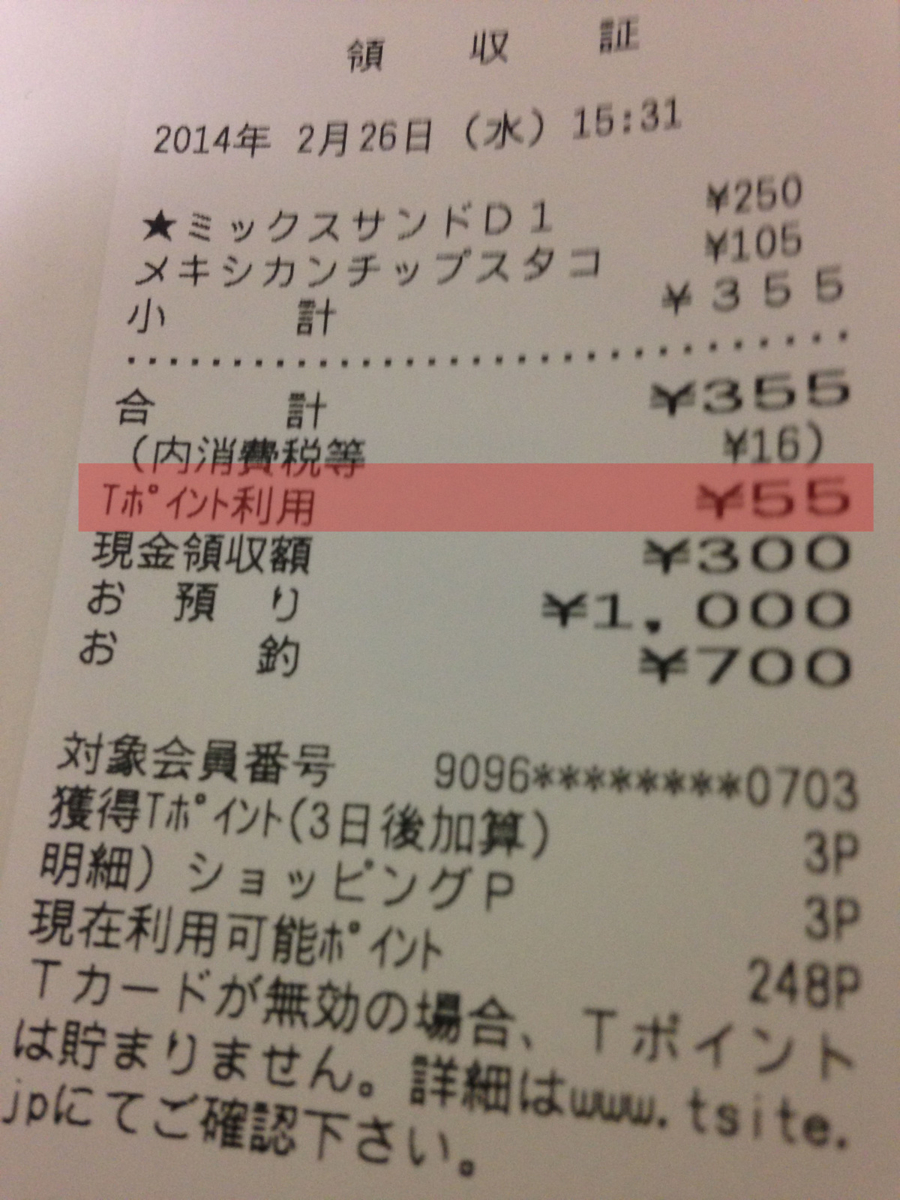 領収証
2014年 2月26日 (水) 15:31
★ミックスサンドD1 ¥250
メキシカンチップスタコ ¥105
小計 ¥355
合計 ¥355
(内消費税等 ¥16)
Tポイント利用 ¥55
現金領収額 ¥300
お預り ¥1,000
お釣 ¥700
対象会員番号 9096********0703
獲得Tポイント(3日後加算) 3P
明細) ショッピングP 3P
現在利用可能ポイント 248P
Tカードが無効の場合、Tポイント
は貯まりません。詳細はwww.tsite.
jpにてご確認下さい。